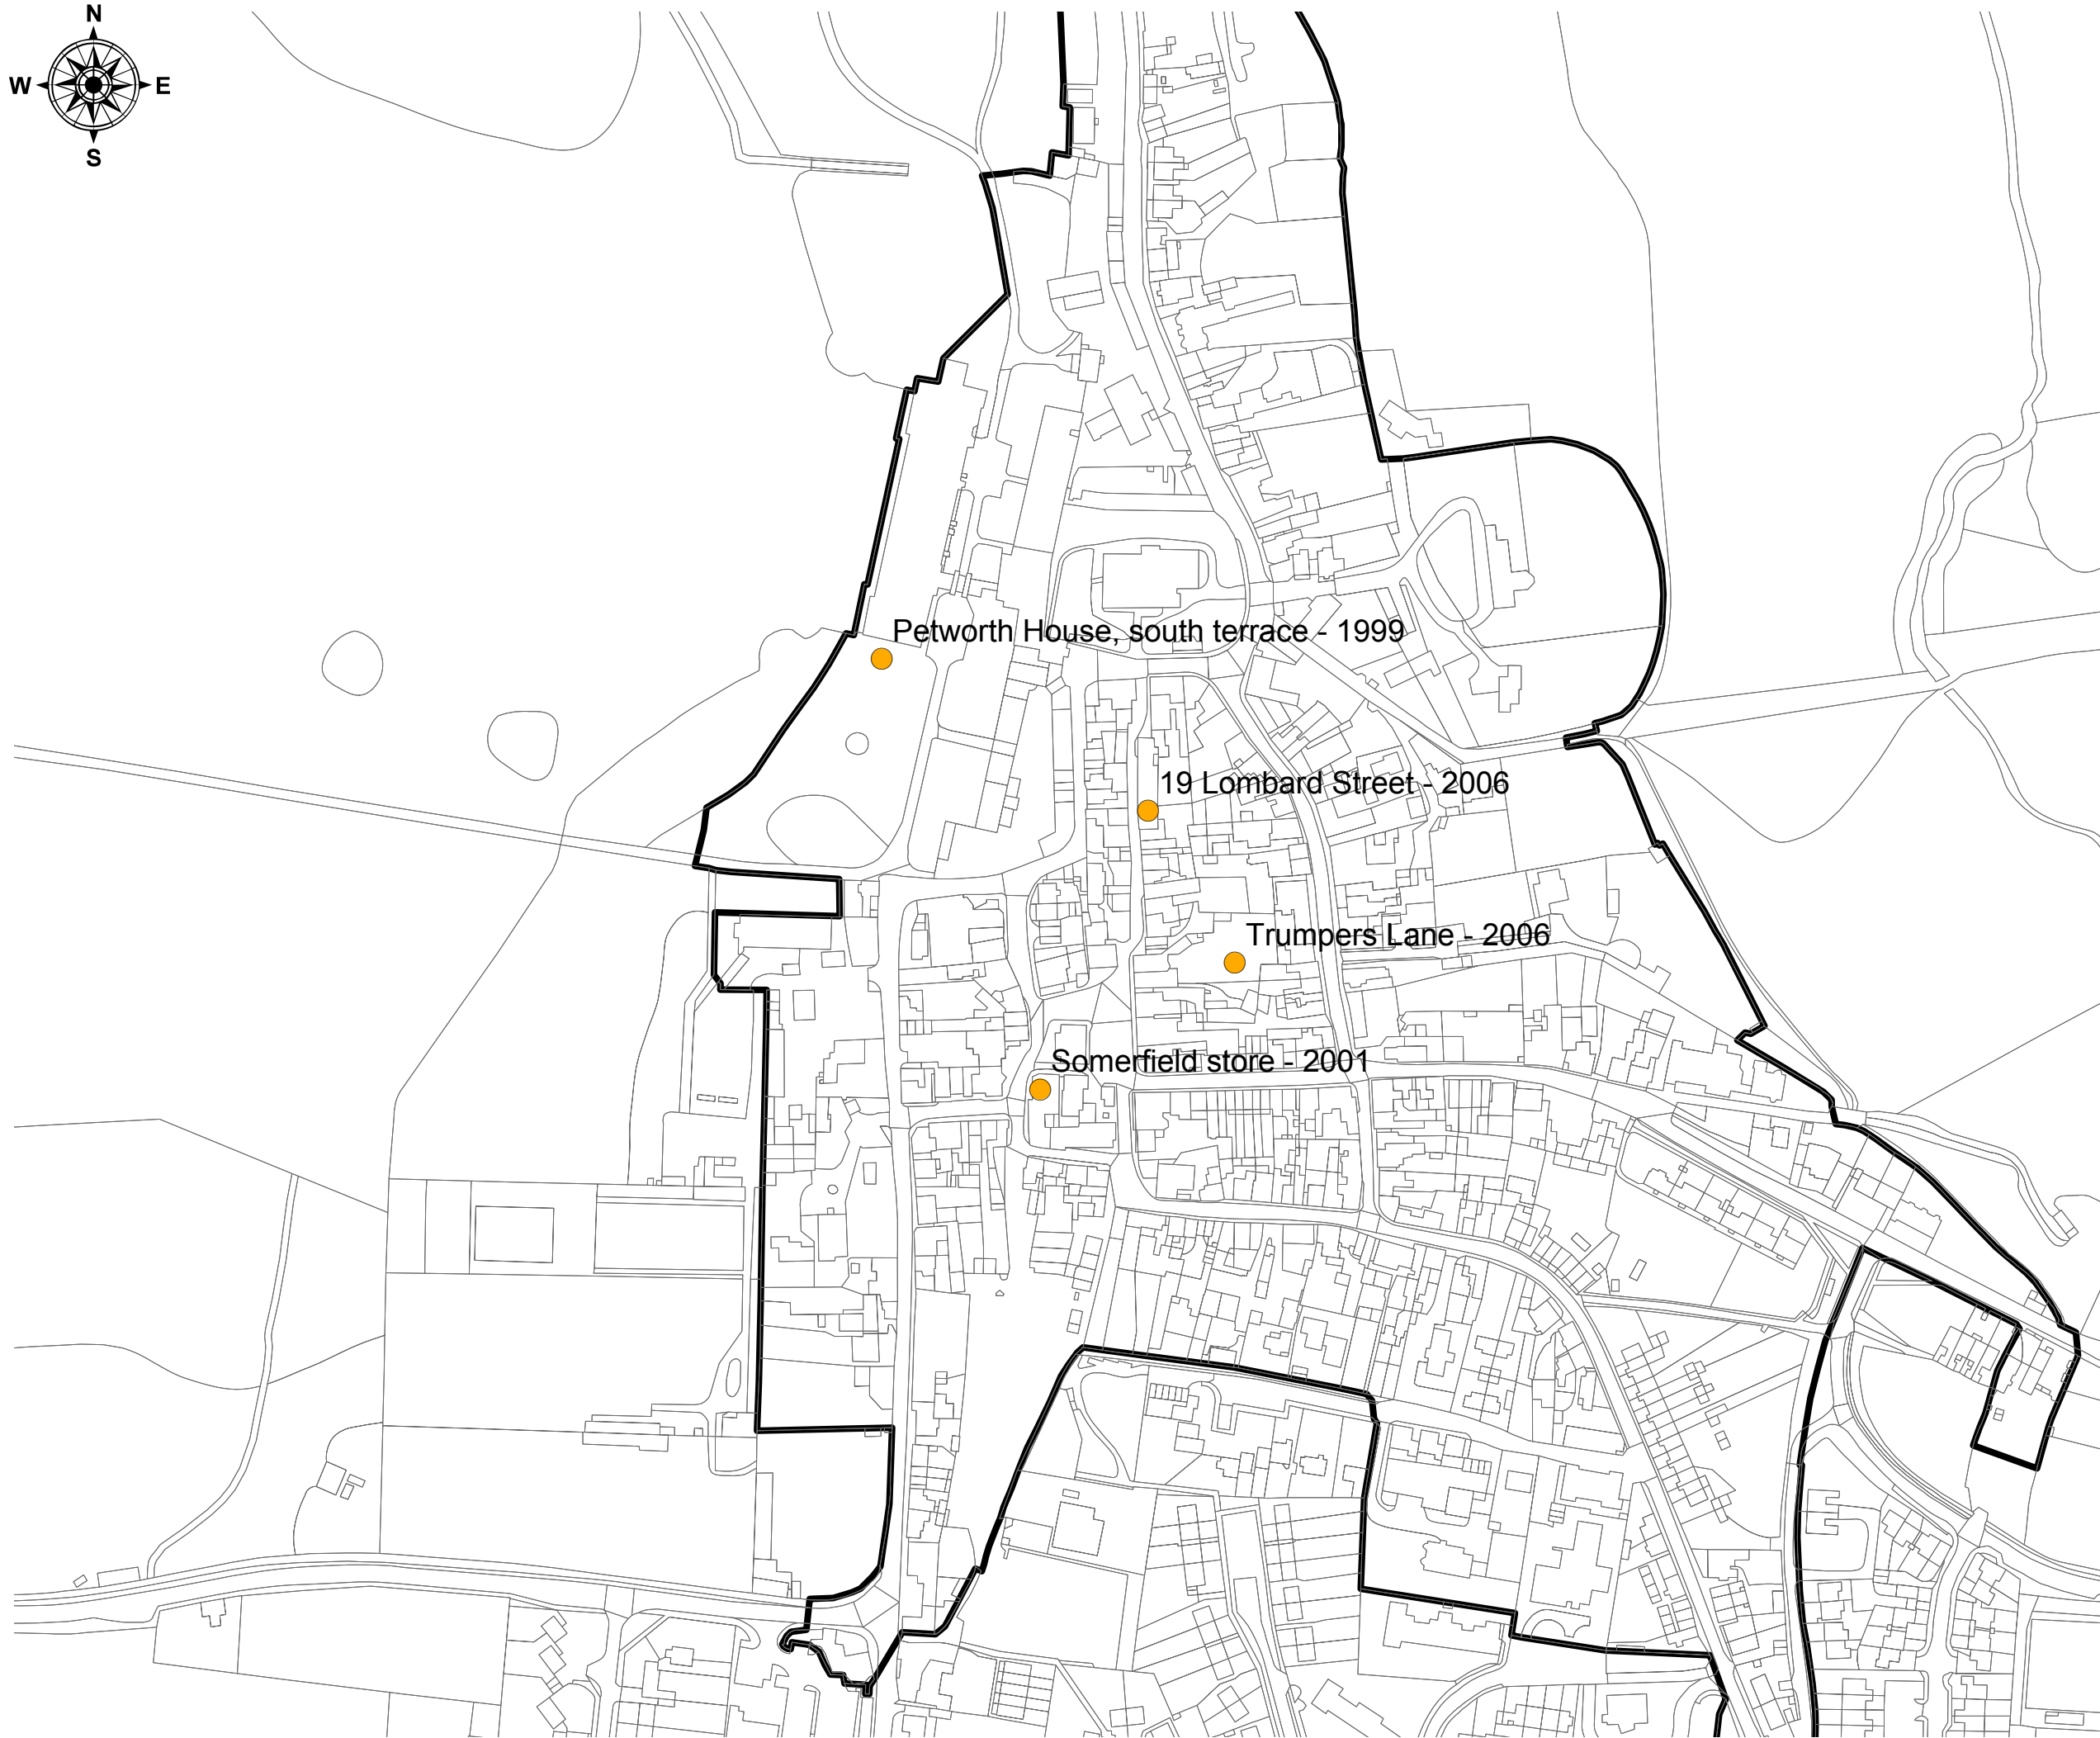 N
W E
S
Petworth House, south terrace - 1999
19 Lombard Street - 2006
Trumpers Lane - 2006
Somerfield store - 2001